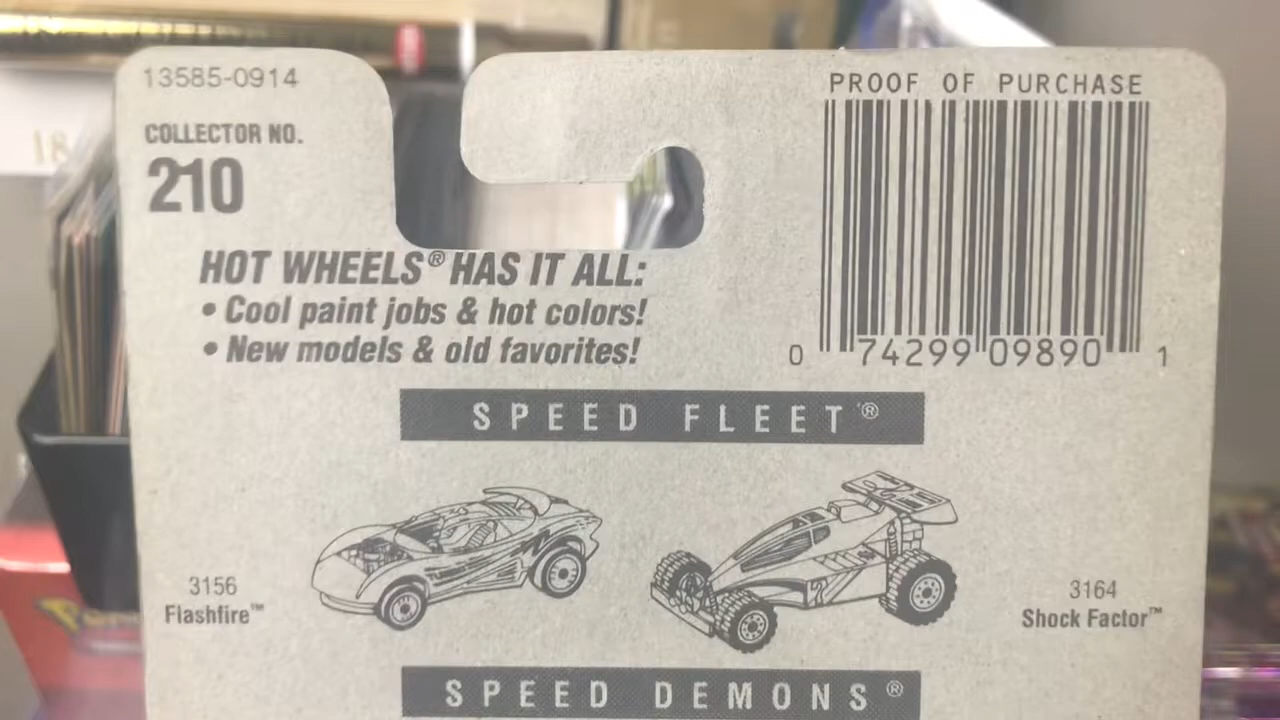 13585-0914
COLLECTOR NO.
210
PROOF OF PURCHASE
0 74299 09890 1
HOT WHEELS® HAS IT ALL:
• Cool paint jobs & hot colors!
• New models & old favorites!
SPEED FLEET®
3156
Flashfire™
3164
Shock Factor™
SPEED DEMONS®
18